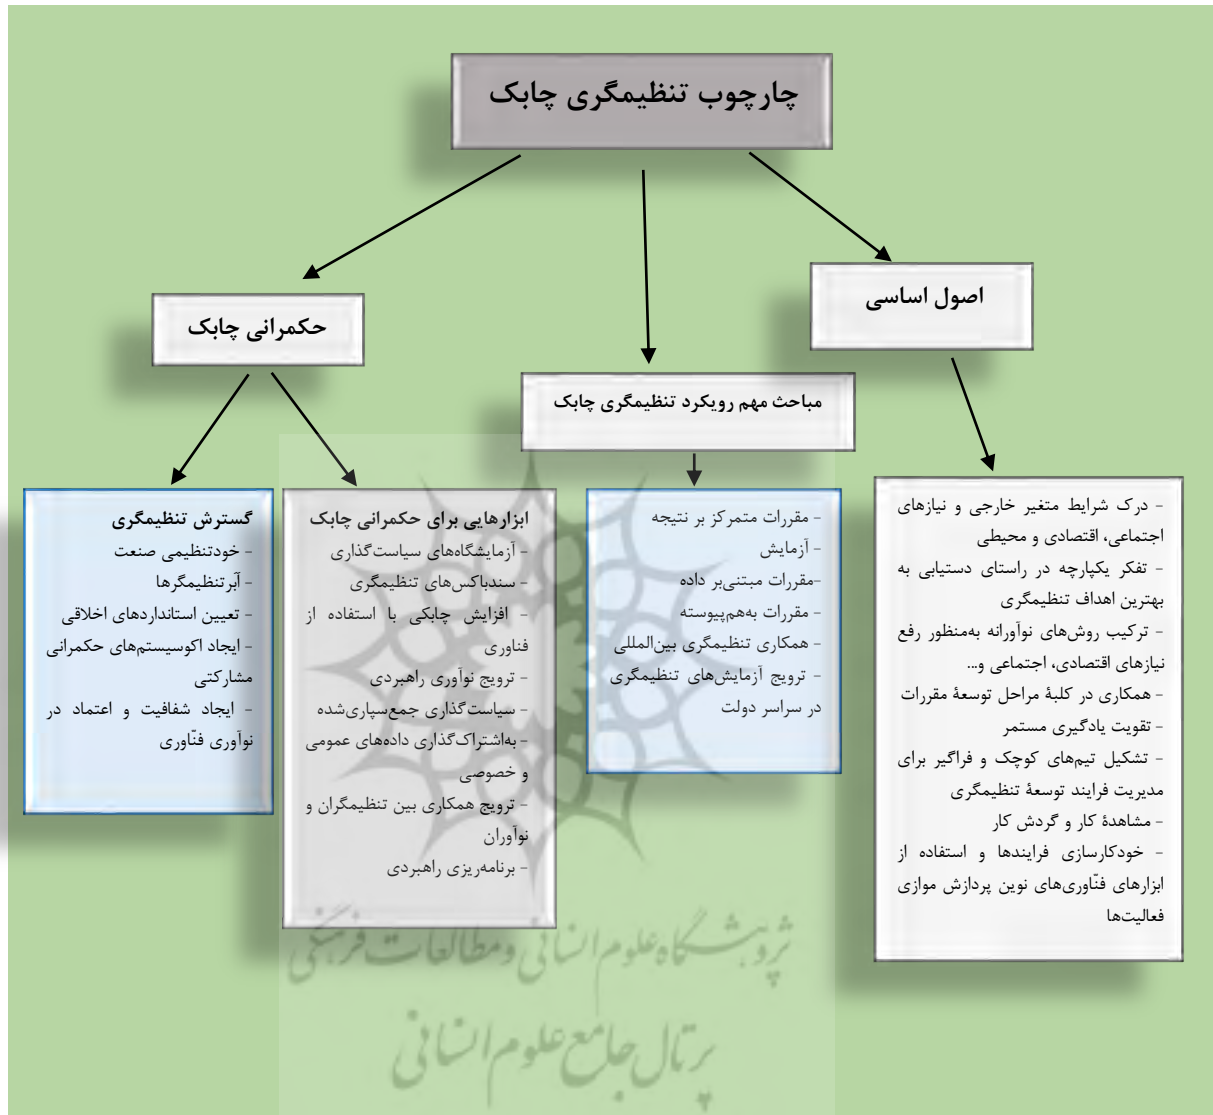 چارچوب تنظیمگری چابک
اصول اساسی
حکمرانی چابک
مباحث مهم رویکرد تنظیمگری چابک
- درک شرایط متغیر خارجی و نیازهای
اجتماعی، اقتصادی و محیطی
- تفکر یکپارچه در راستای دستیابی به
بهترین اهداف تنظیمگری
- ترکیب روش‌های نوآورانه به‌منظور رفع
نیازهای اقتصادی، اجتماعی و...
- همکاری در کلیهٔ مراحل توسعهٔ مقررات
- تقویت یادگیری مستمر
- تشکیل تیم‌های کوچک و فراگیر برای
مدیریت فرایند توسعهٔ تنظیمگری
- مشاهدهٔ کار و گردش کار
- خودکارسازی فرایندها و استفاده از
ابزارهای فنّاوری‌های نوین پردازش موازی
فعالیت‌ها
- مقررات متمرکز بر نتیجه
- آزمایش
-مقررات مبتنی‌بر داده
- مقررات به‌هم‌پیوسته
- همکاری تنظیمگری بین‌المللی
- ترویج آزمایش‌های تنظیمگری
در سراسر دولت
ابزارهایی برای حکمرانی چابک
- آزمایشگاه‌های سیاست‌گذاری
- سندباکس‌های تنظیمگری
- افزایش چابکی با استفاده از
فناوری
- ترویج نوآوری راهبردی
- سیاست‌گذاری جمع‌سپاری‌شده
- به‌اشتراک‌گذاری داده‌های عمومی
و خصوصی
- ترویج همکاری بین تنظیمگران و
نوآوران
- برنامه‌ریزی راهبردی
گسترش تنظیمگری
- خودتنظیمی صنعت
- اَبَرتنظیمگرها
- تعیین استانداردهای اخلاقی
- ایجاد اکوسیستم‌های حکمرانی
مشارکتی
- ایجاد شفافیت و اعتماد در
نوآوری فنّاوری
پژوهشگاه علوم انسانی و مطالعات فرهنگی
پرتال جامع علوم انسانی